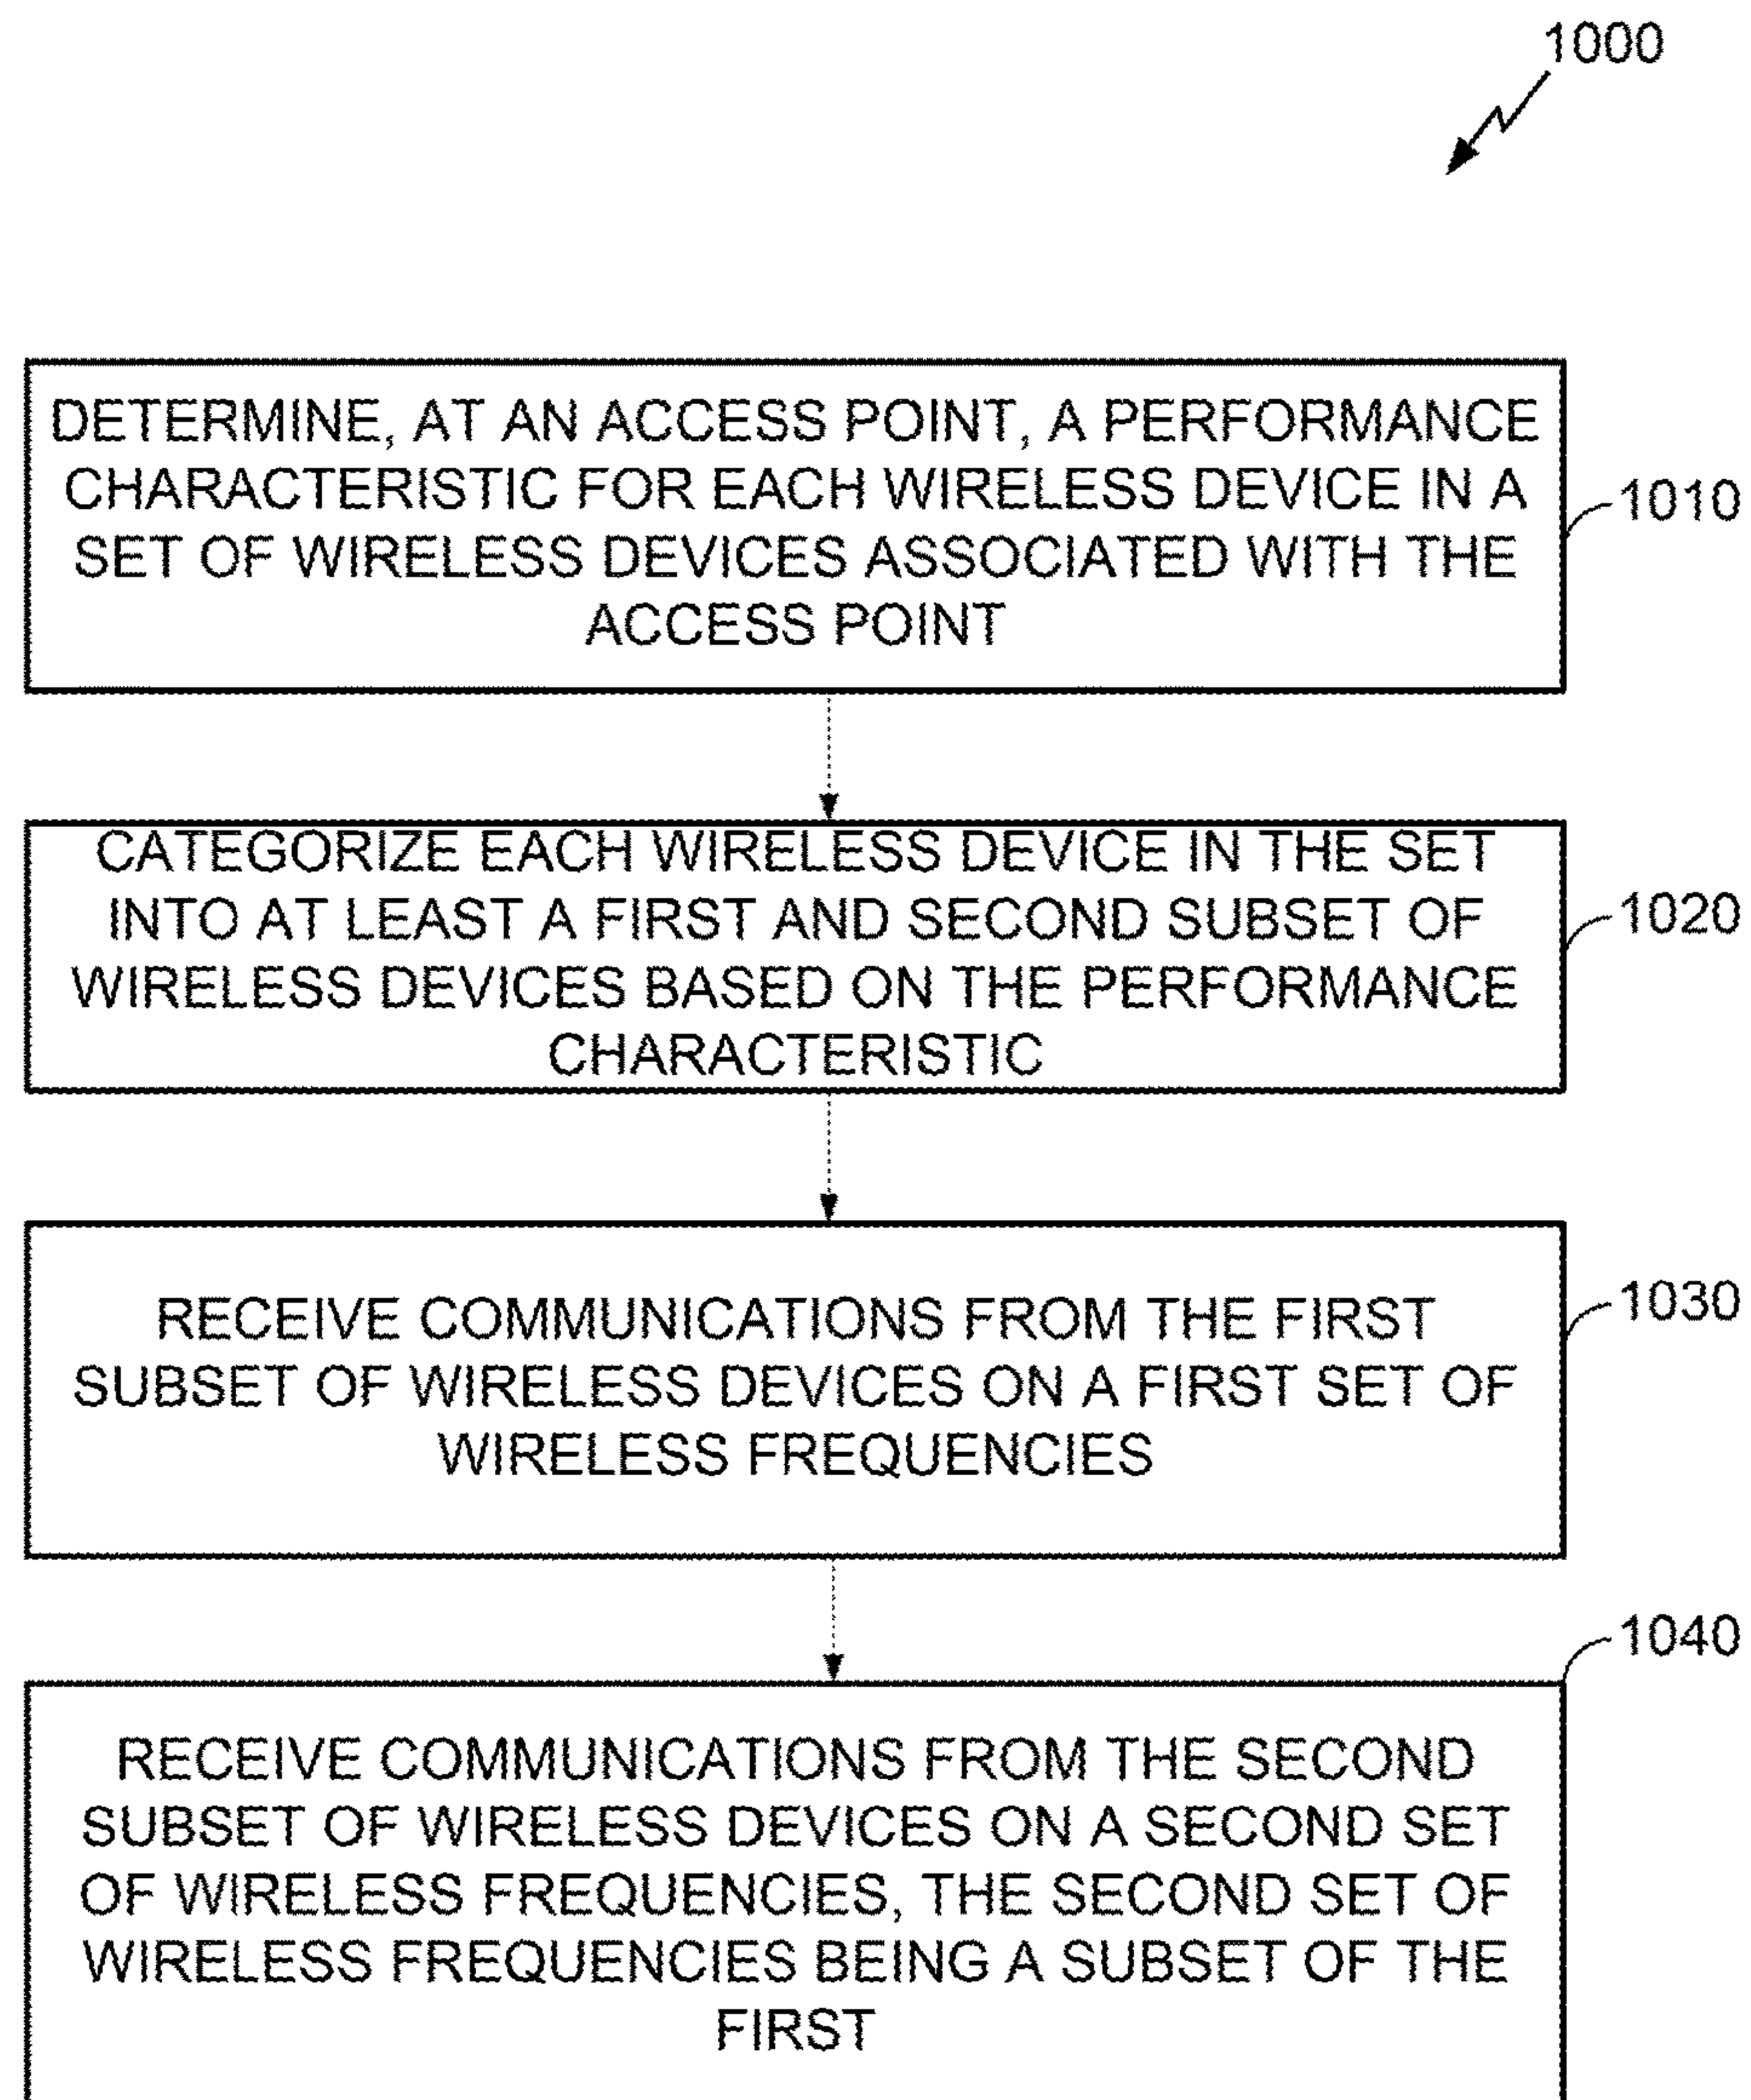 1000
DETERMINE, AT AN ACCESS POINT, A PERFORMANCE
CHARACTERISTIC FOR EACH WIRELESS DEVICE IN A
SET OF WIRELESS DEVICES ASSOCIATED WITH THE
ACCESS POINT
1010
CATEGORIZE EACH WIRELESS DEVICE IN THE SET
INTO AT LEAST A FIRST AND SECOND SUBSET OF
WIRELESS DEVICES BASED ON THE PERFORMANCE
CHARACTERISTIC
1020
RECEIVE COMMUNICATIONS FROM THE FIRST
SUBSET OF WIRELESS DEVICES ON A FIRST SET OF
WIRELESS FREQUENCIES
1030
RECEIVE COMMUNICATIONS FROM THE SECOND
SUBSET OF WIRELESS DEVICES ON A SECOND SET
OF WIRELESS FREQUENCIES, THE SECOND SET OF
WIRELESS FREQUENCIES BEING A SUBSET OF THE
FIRST
1040